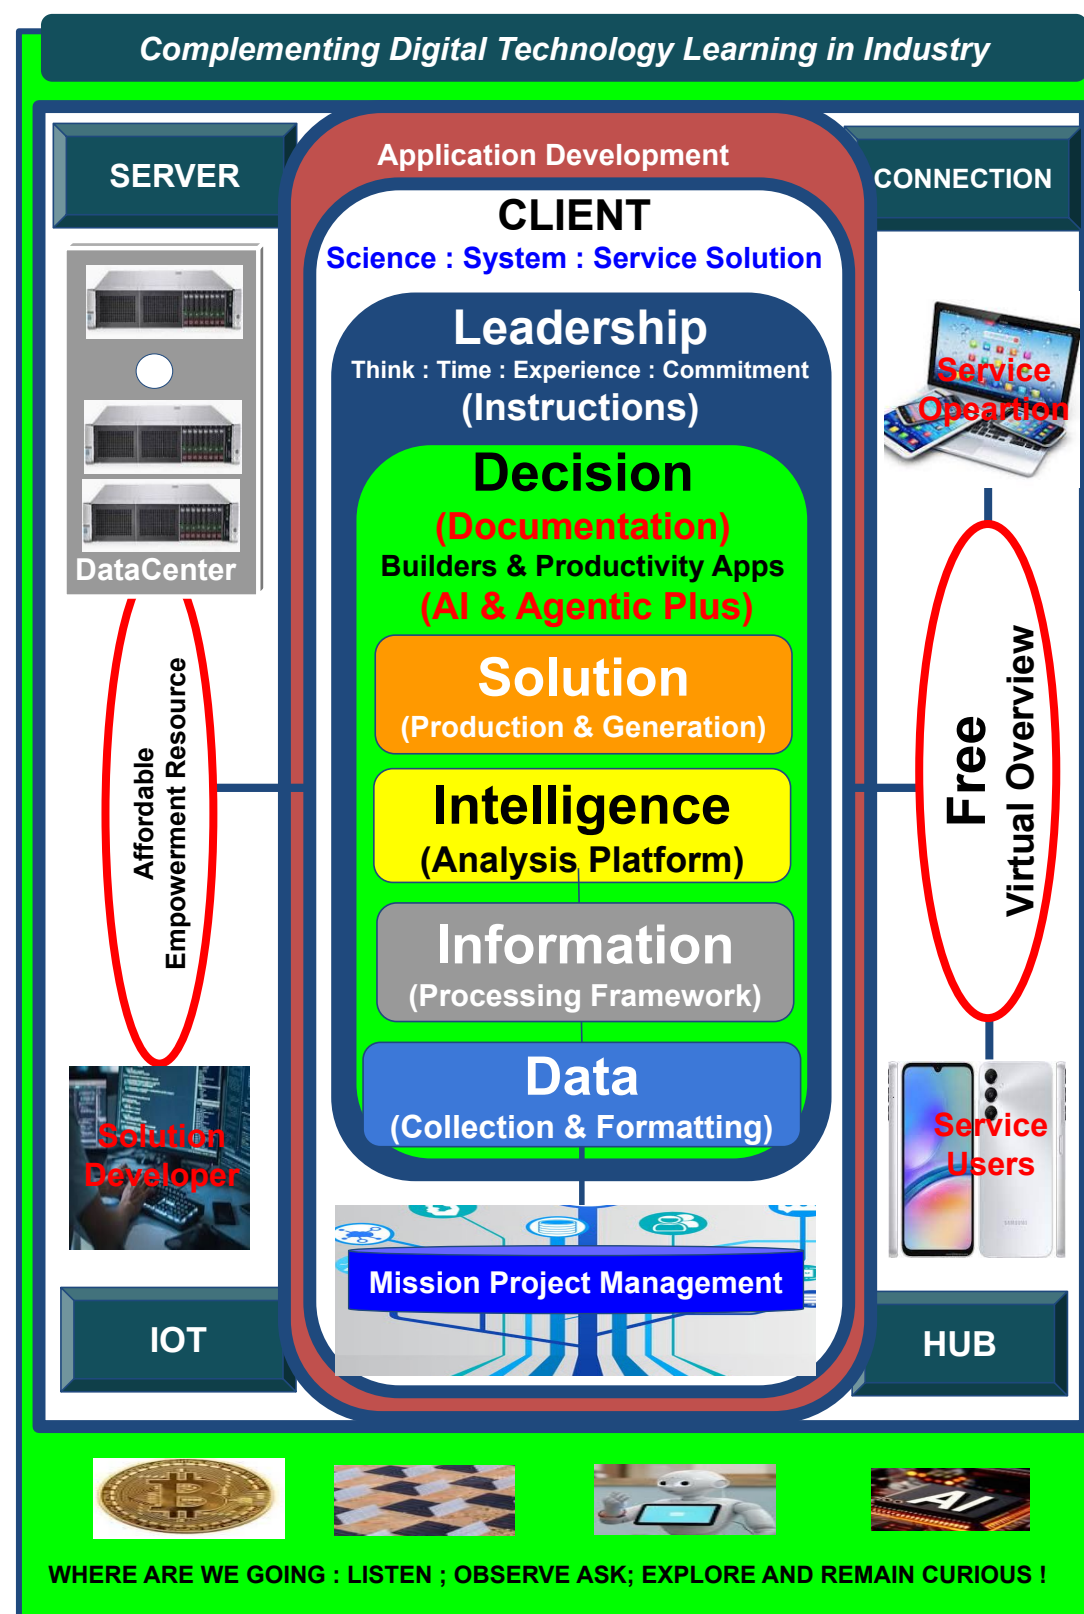 Complementing Digital Technology Learning in Industry
SERVER
Application Development
CONNECTION
CLIENT
Science : System : Service Solution
Leadership
Think : Time : Experience : Commitment
(Instructions)
Service
Opeartion
Decision
(Documentation)
Builders & Productivity Apps
(AI & Agentic Plus)
DataCenter
Solution
(Production & Generation)
Affordable
Empowerment Resource
Free
Virtual Overview
Intelligence
(Analysis Platform)
Information
(Processing Framework)
Data
(Collection & Formatting)
Solution
Developer
Service
Users
SAMSUNG
Mission Project Management
IOT
HUB
AI
WHERE ARE WE GOING : LISTEN ; OBSERVE ASK; EXPLORE AND REMAIN CURIOUS !